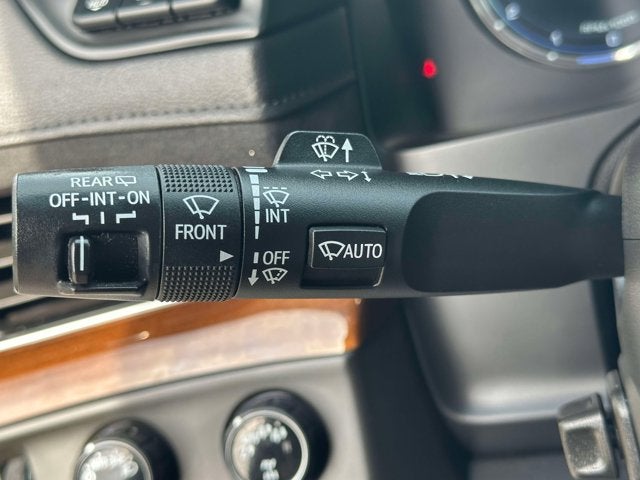 REAR
OFF-INT-ON
FRONT
INT
OFF
AUTO